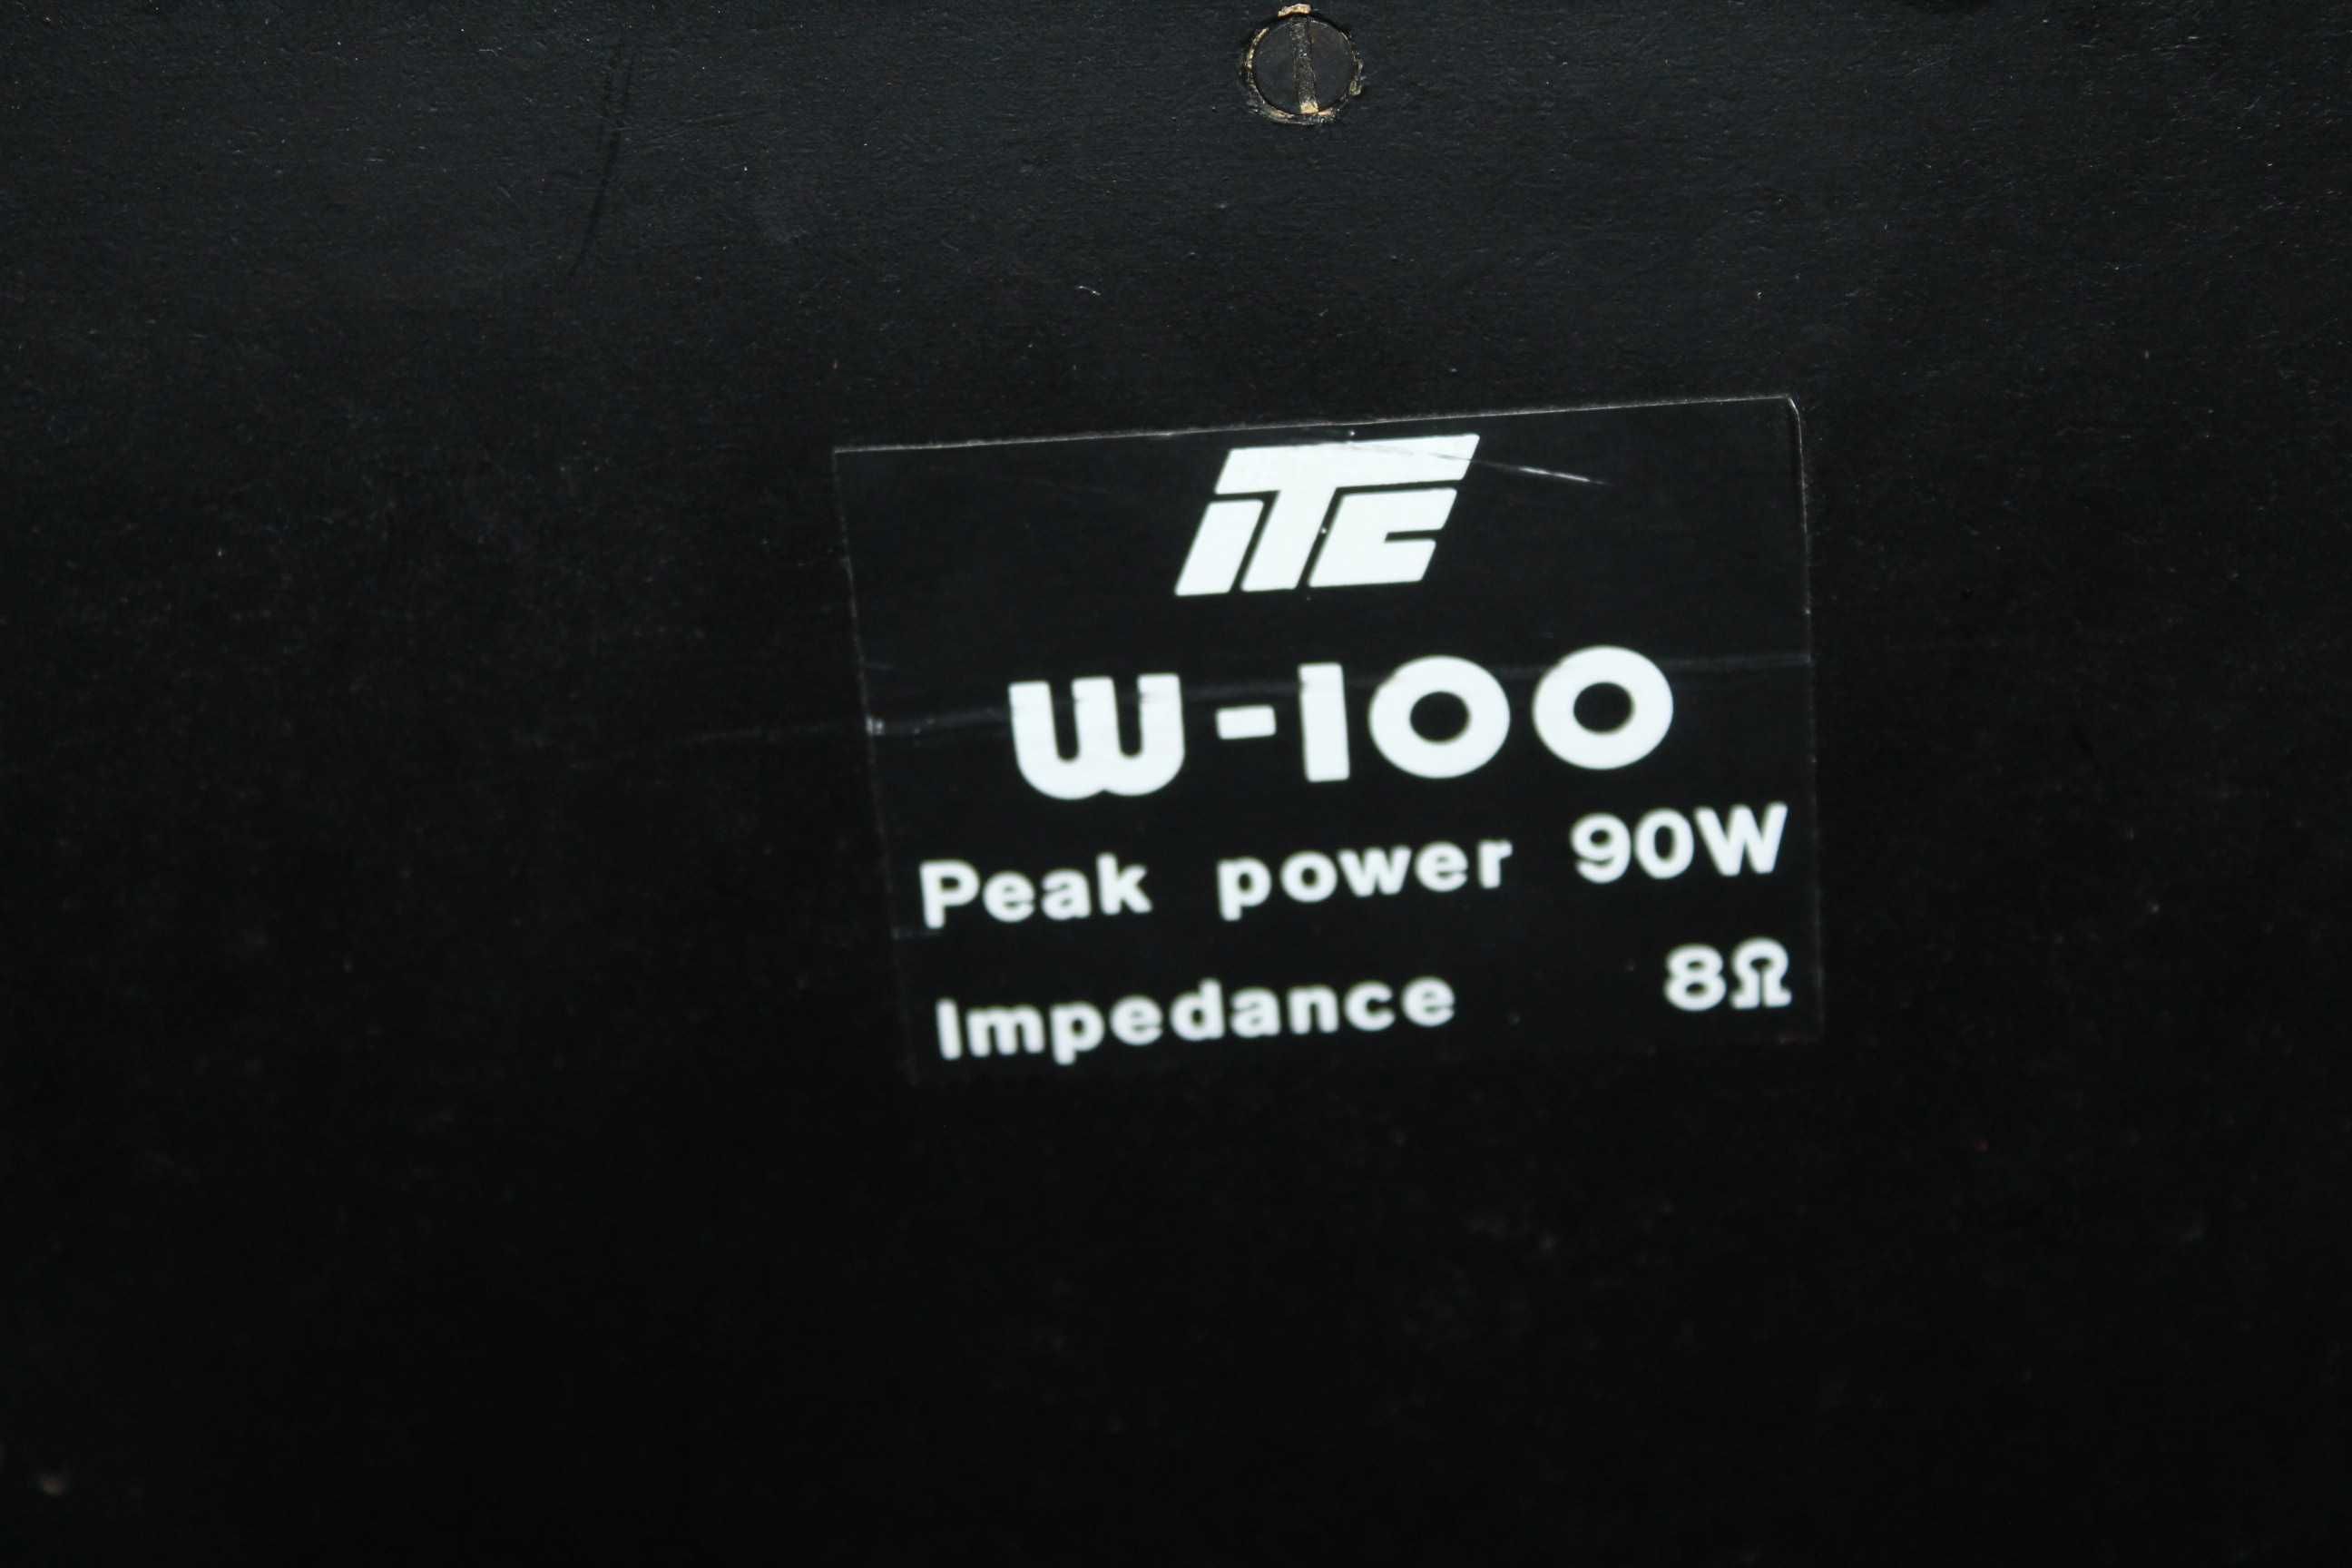 ITC
W-100
Peak power 90W
Impedance 8Ω